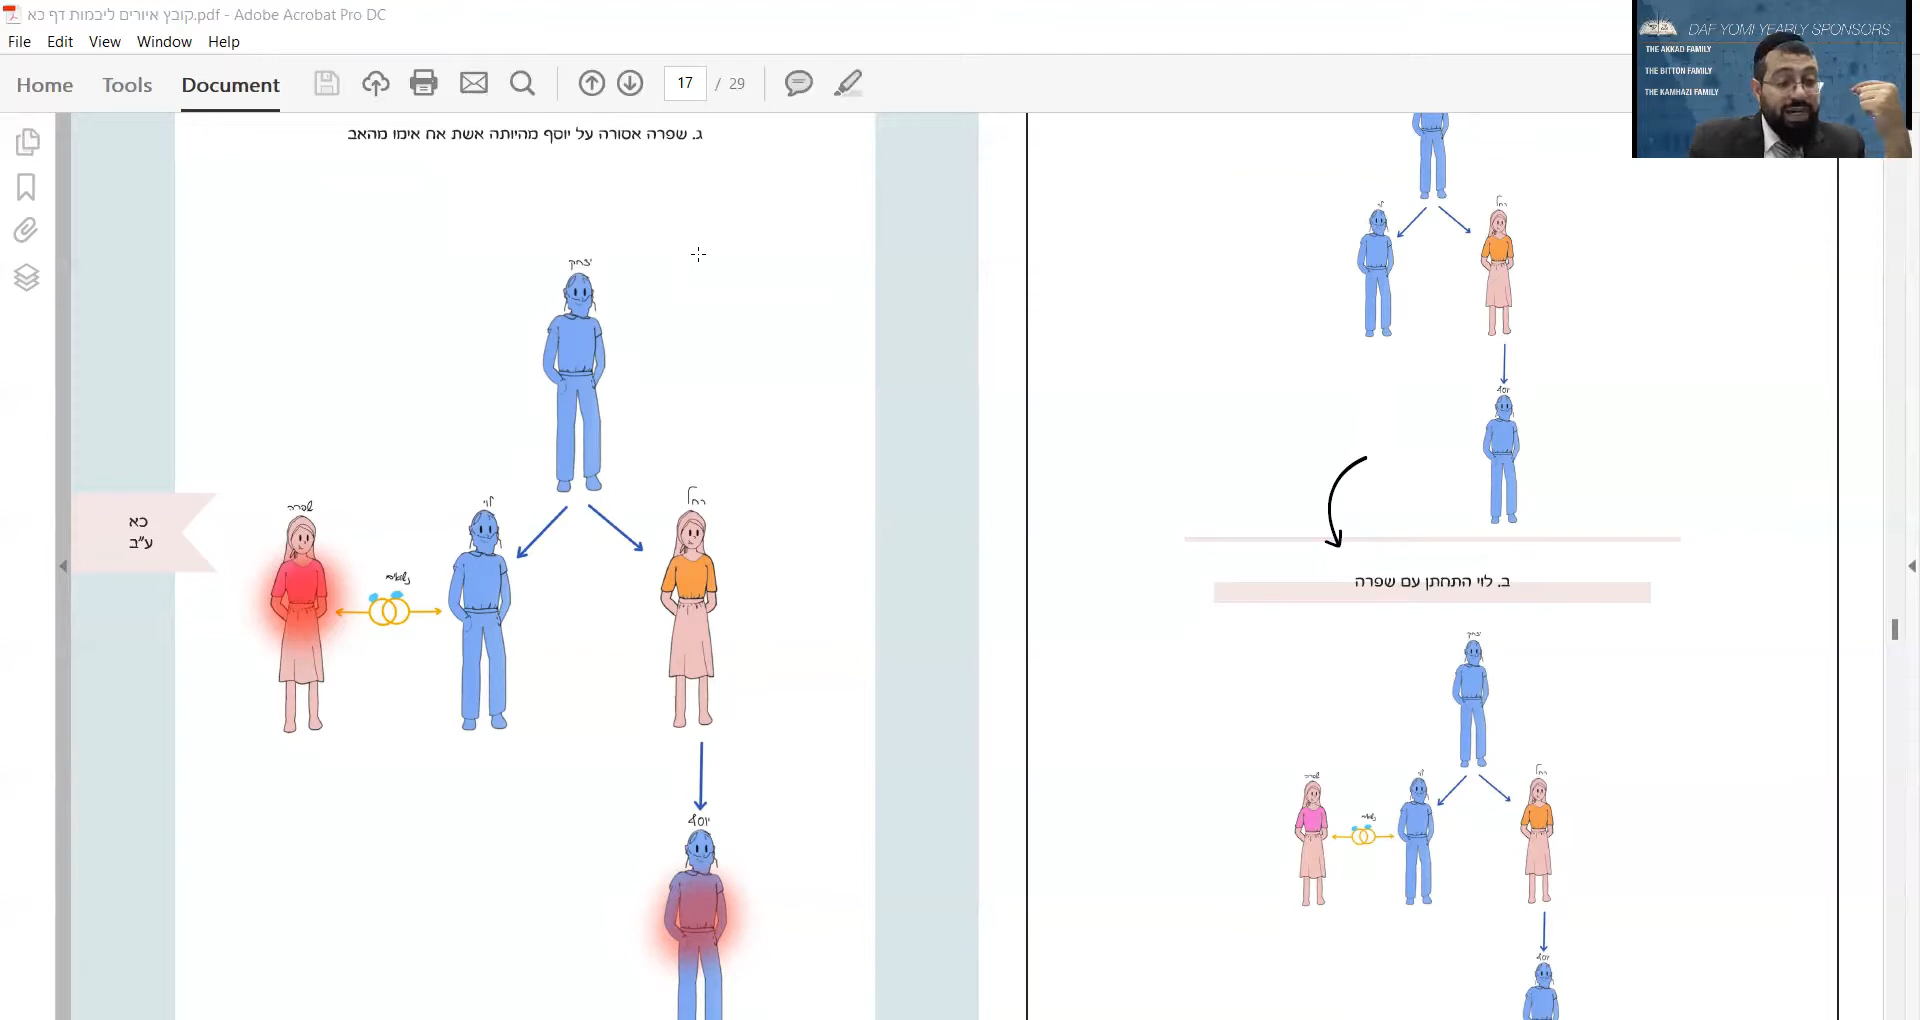 קובץ איורים ליבמות דף כא.pdf - Adobe Acrobat Pro DC
File Edit View Window Help
Home Tools Document 17 / 29
DAF YOMI YEARLY SPONSORS
THE AKKAD FAMILY
THE BITTON FAMILY
THE KAMHAZI FAMILY
ג. שפרה אסורה על יוסף מהיותה אשת אח אימו מהאב
יצחק
רחל
לוי
שפרה
נשואים
יוסף
כא
ע"ב
רחל
לוי
יוסף
ב. לוי התחתן עם שפרה
יצחק
רחל
לוי
שפרה
נשואים
יוסף